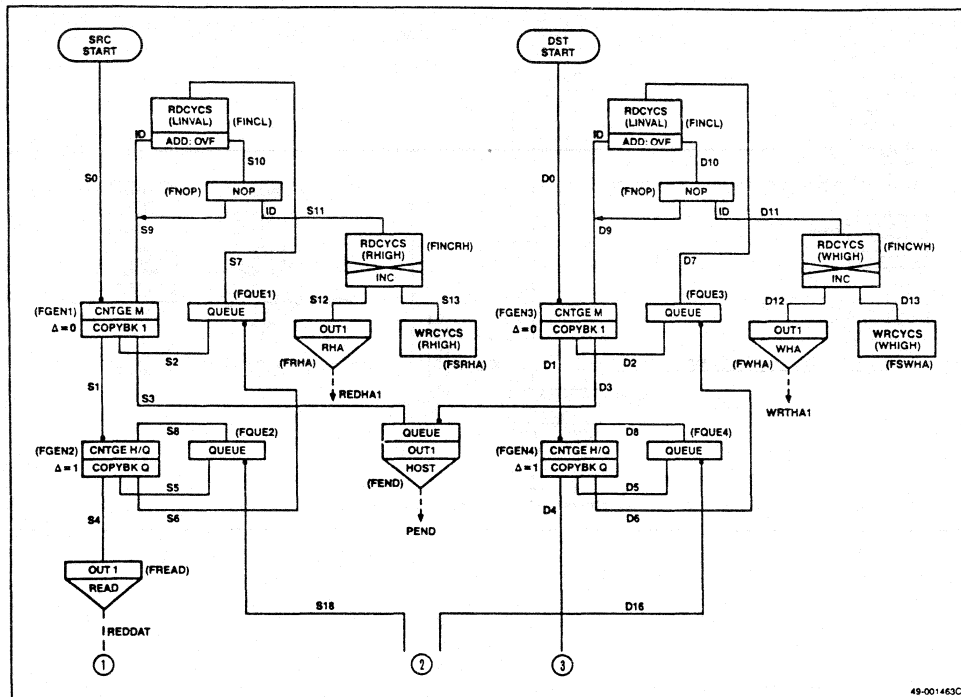 SRC
START
DST
START
RDCYCS
(LINVAL)
(FINCL)
ID
ADD: OVF
S10
S0
(FNOP)
NOP
ID
S11
S9
RDCYCS
(RHIGH)
(FINCRH)
INC
S7
S12
S13
(FGEN1)
CNTGE M
Δ = 0
COPYBK 1
(FQUE1)
QUEUE
S2
OUT1
RHA
(FRHA)
WRCYCS
(RHIGH)
(FSRHA)
REDHA1
S1
S3
RDCYCS
(LINVAL)
(FINCL)
ID
ADD: OVF
D10
D0
(FNOP)
NOP
ID
D11
D9
RDCYCS
(WHIGH)
(FINCWH)
INC
D7
D12
D13
(FGEN3)
CNTGE M
Δ = 0
COPYBK 1
(FQUE3)
QUEUE
D2
OUT1
WHA
(FWHA)
WRCYCS
(WHIGH)
(FSWHA)
WRTHA1
D1
D3
S8
(FQUE2)
(FGEN2)
CNTGE H/Q
Δ = 1
COPYBK Q
QUEUE
S5
S6
S4
QUEUE
OUT1
HOST
(FEND)
PEND
D8
(FQUE4)
(FGEN4)
CNTGE H/Q
Δ = 1
COPYBK Q
QUEUE
D5
D6
D4
OUT 1
(FREAD)
READ
REDDAT
S18
D16
1
2
3
49-001463C